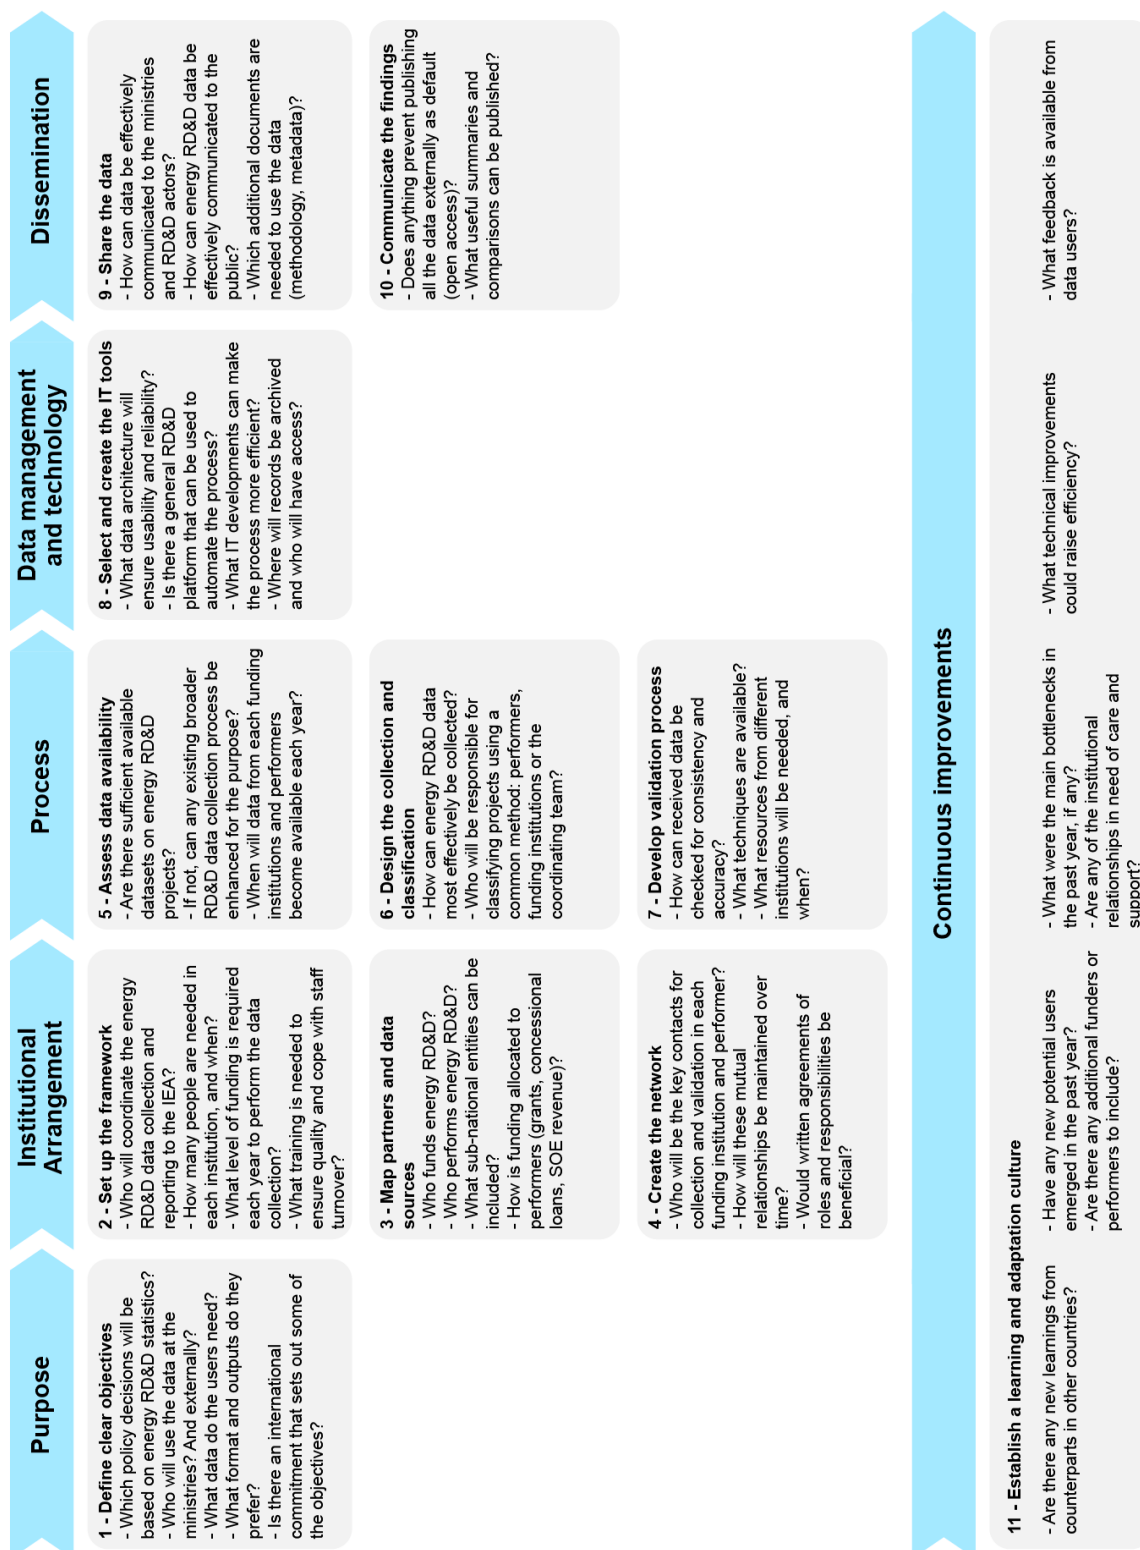 Purpose
Institutional
Arrangement
Process
Data management
and technology
Dissemination
1 - Define clear objectives
- Which policy decisions will be
based on energy RD&D statistics?
- Who will use the data at the
ministries? And externally?
- What data do the users need?
- What format and outputs do they
prefer?
- Is there an international
commitment that sets out some of
the objectives?
2 - Set up the framework
- Who will coordinate the energy
RD&D data collection and
reporting to the IEA?
- How many people are needed in
each institution, and when?
- What level of funding is required
each year to perform the data
collection?
- What training is needed to
ensure quality and cope with staff
turnover?
3 - Map partners and data
sources
- Who funds energy RD&D?
- Who performs energy RD&D?
- What sub-national entities can be
included?
- How is funding allocated to
performers (grants, concessional
loans, SOE revenue)?
4 - Create the network
- Who will be the key contacts for
collection and validation in each
funding institution and performer?
- How will these mutual
relationships be maintained over
time?
- Would written agreements of
roles and responsibilities be
beneficial?
5 - Assess data availability
- Are there sufficient available
datasets on energy RD&D
projects?
- If not, can any existing broader
RD&D data collection process be
enhanced for the purpose?
- When will data from each funding
institutions and performers
become available each year?
6 - Design the collection and
classification
- How can energy RD&D data
most effectively be collected?
- Who will be responsible for
classifying projects using a
common method: performers,
funding institutions or the
coordinating team?
7 - Develop validation process
- How can received data be
checked for consistency and
accuracy?
- What techniques are available?
- What resources from different
institutions will be needed, and
when?
8 - Select and create the IT tools
- What data architecture will
ensure usability and reliability?
- Is there a general RD&D
platform that can be used to
automate the process?
- What IT developments can make
the process more efficient?
- Where will records be archived
and who will have access?
9 - Share the data
- How can data be effectively
communicated to the ministries
and RD&D actors?
- How can energy RD&D data be
effectively communicated to the
public?
- Which additional documents are
needed to use the data
(methodology, metadata)?
10 - Communicate the findings
- Does anything prevent publishing
all the data externally as default
(open access)?
- What useful summaries and
comparisons can be published?
Continuous improvements
11 - Establish a learning and adaptation culture
- Are there any new learnings from
counterparts in other countries?
- Have any new potential users
emerged in the past year?
- Are there any additional funders or
performers to include?
- What were the main bottlenecks in
the past year, if any?
- Are any of the institutional
relationships in need of care and
support?
- What technical improvements
could raise efficiency?
- What feedback is available from
data users?